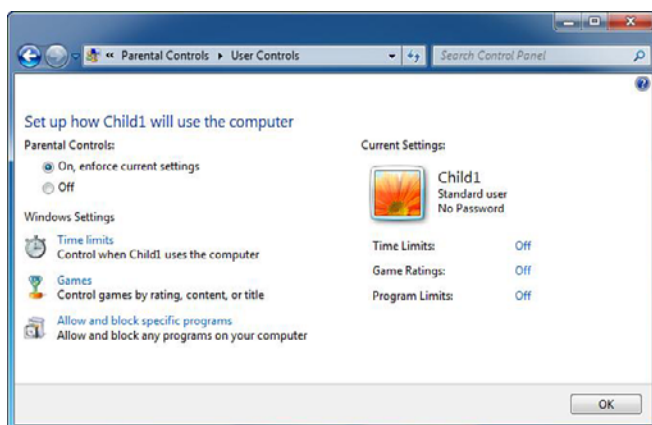 « Parental Controls ▸ User Controls
Search Control Panel
Set up how Child1 will use the computer
Parental Controls:
On, enforce current settings
Off
Windows Settings
Time limits
Control when Child1 uses the computer
Games
Control games by rating, content, or title
Allow and block specific programs
Allow and block any programs on your computer
Current Settings:
Child1
Standard user
No Password
Time Limits: Off
Game Ratings: Off
Program Limits: Off
OK